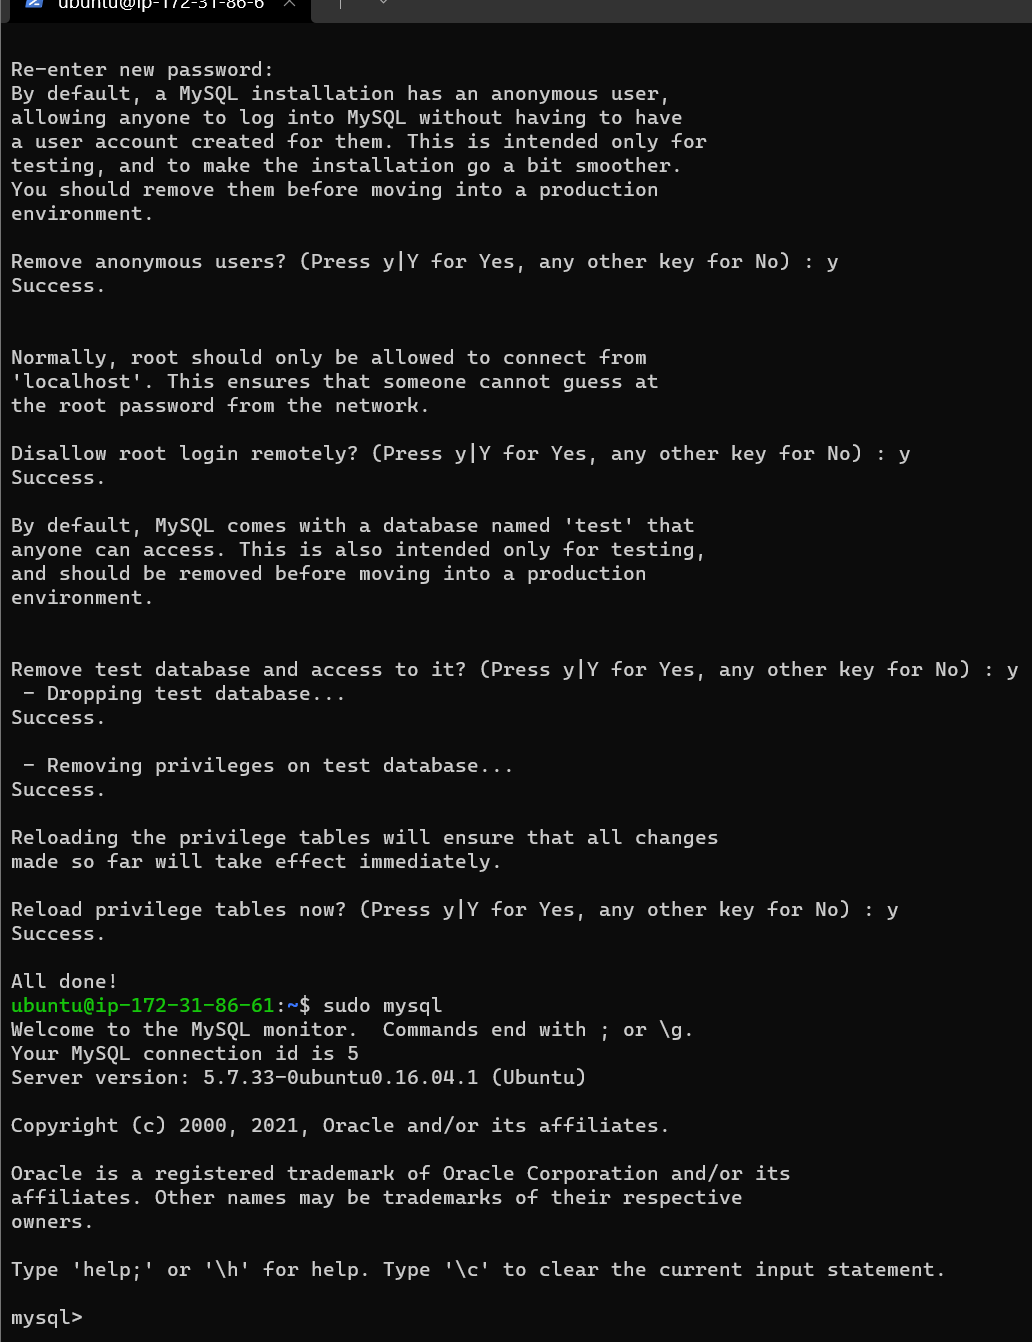 ubuntu@ip-172-31-86-6
Re-enter new password:
By default, a MySQL installation has an anonymous user,
allowing anyone to log into MySQL without having to have
a user account created for them. This is intended only for
testing, and to make the installation go a bit smoother.
You should remove them before moving into a production
environment.
Remove anonymous users? (Press y|Y for Yes, any other key for No) : y
Success.
Normally, root should only be allowed to connect from
'localhost'. This ensures that someone cannot guess at
the root password from the network.
Disallow root login remotely? (Press y|Y for Yes, any other key for No) : y
Success.
By default, MySQL comes with a database named 'test' that
anyone can access. This is also intended only for testing,
and should be removed before moving into a production
environment.
Remove test database and access to it? (Press y|Y for Yes, any other key for No) : y
 - Dropping test database...
Success.
 - Removing privileges on test database...
Success.
Reloading the privilege tables will ensure that all changes
made so far will take effect immediately.
Reload privilege tables now? (Press y|Y for Yes, any other key for No) : y
Success.
All done!
ubuntu@ip-172-31-86-61:~$ sudo mysql
Welcome to the MySQL monitor.  Commands end with ; or \g.
Your MySQL connection id is 5
Server version: 5.7.33-0ubuntu0.16.04.1 (Ubuntu)
Copyright (c) 2000, 2021, Oracle and/or its affiliates.
Oracle is a registered trademark of Oracle Corporation and/or its
affiliates. Other names may be trademarks of their respective
owners.
Type 'help;' or '\h' for help. Type '\c' to clear the current input statement.
mysql>